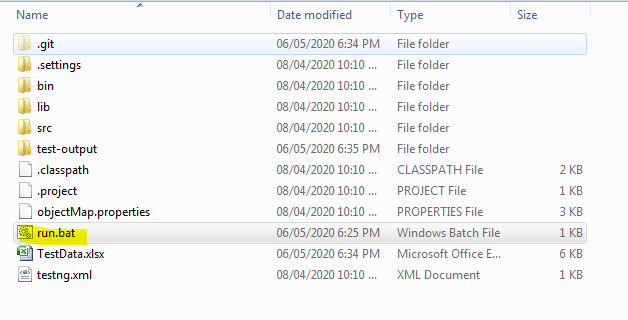 Name Date modified Type Size
.git 06/05/2020 6:34 PM File folder
.settings 08/04/2020 10:10 ... File folder
bin 08/04/2020 10:10 ... File folder
lib 08/04/2020 10:10 ... File folder
src 08/04/2020 10:10 ... File folder
test-output 06/05/2020 6:35 PM File folder
.classpath 08/04/2020 10:10 ... CLASSPATH File 2 KB
.project 08/04/2020 10:10 ... PROJECT File 1 KB
objectMap.properties 08/04/2020 10:10 ... PROPERTIES File 3 KB
run.bat 06/05/2020 6:25 PM Windows Batch File 1 KB
TestData.xlsx 06/05/2020 6:34 PM Microsoft Office E... 6 KB
testng.xml 08/04/2020 10:10 ... XML Document 1 KB